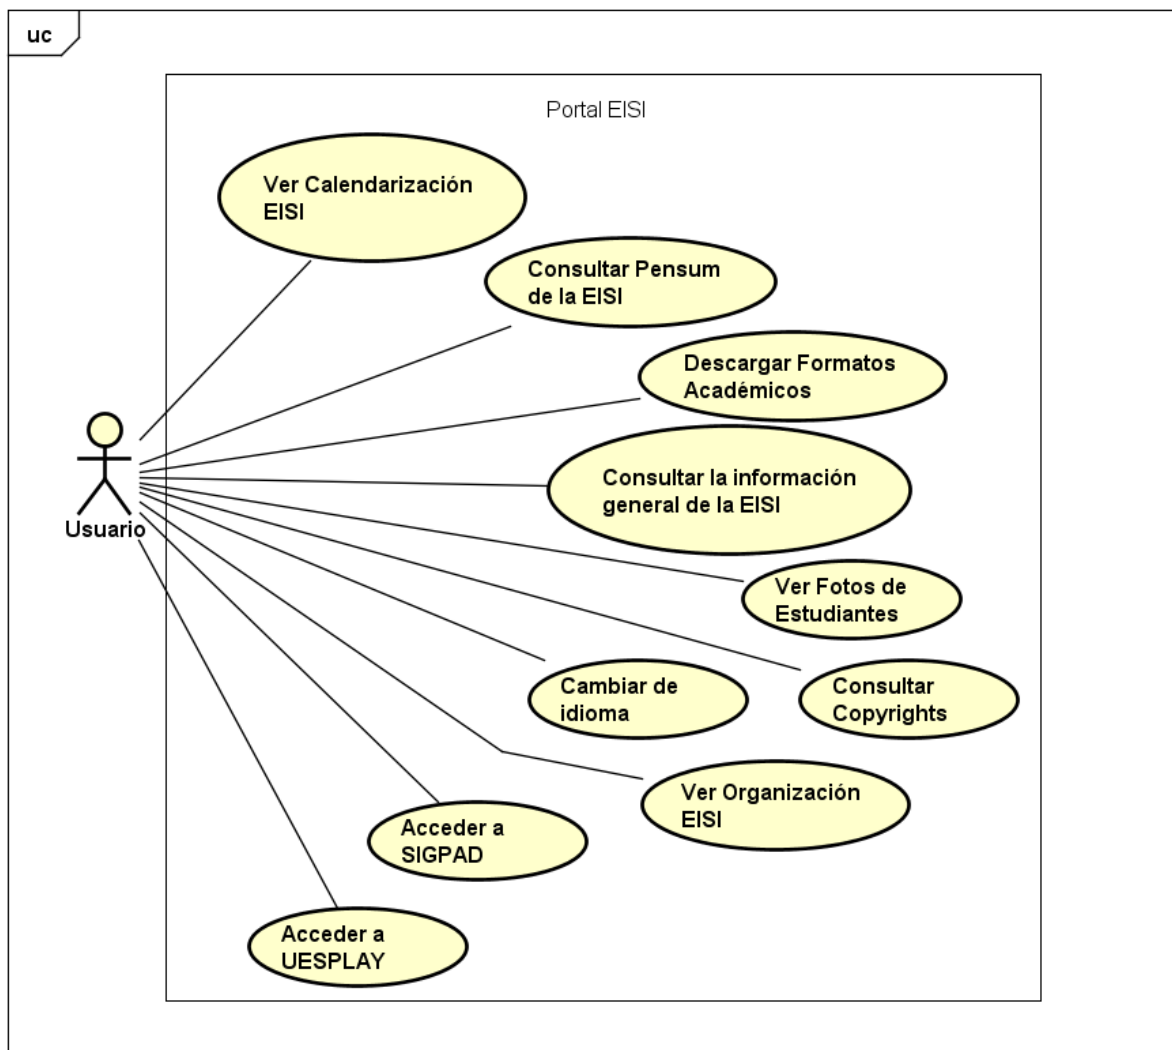 uc
Portal EISI
Ver Calendarización
EISI
Consultar Pensum
de la EISI
Descargar Formatos
Académicos
Consultar la información
general de la EISI
Usuario
Ver Fotos de
Estudiantes
Cambiar de
idioma
Consultar
Copyrights
Ver Organización
EISI
Acceder a
SIGPAD
Acceder a
UESPLAY